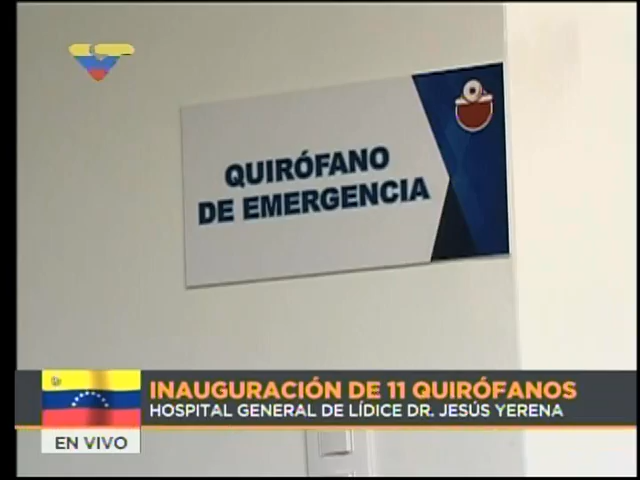 QUIRÓFANO
DE EMERGENCIA
INAUGURACIÓN DE 11 QUIRÓFANOS
HOSPITAL GENERAL DE LÍDICE DR. JESÚS YERENA
EN VIVO